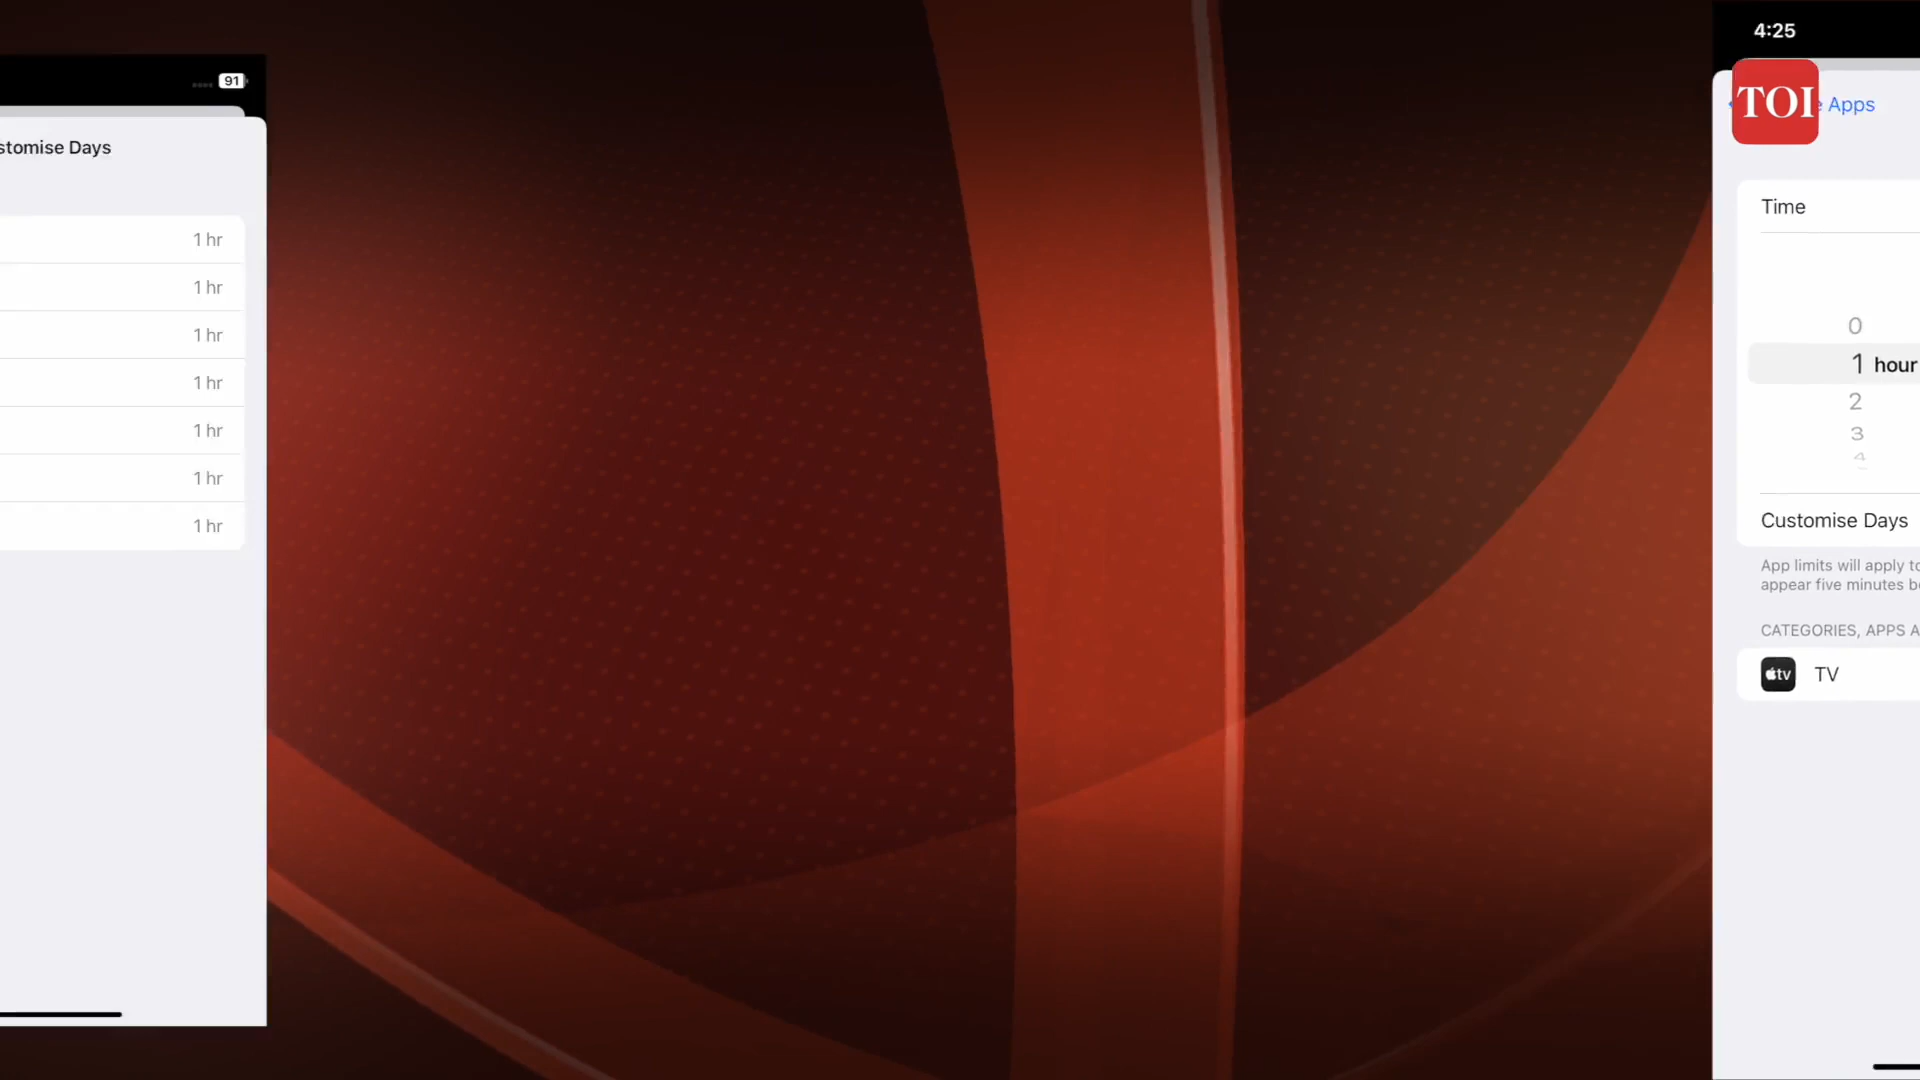 91
stomise Days
1 hr
1 hr
1 hr
1 hr
1 hr
1 hr
1 hr
4:25
TOI
Apps
Time
0
1 hour
2
3
4
Customise Days
App limits will apply to
appear five minutes
CATEGORIES, APPS A
tv TV